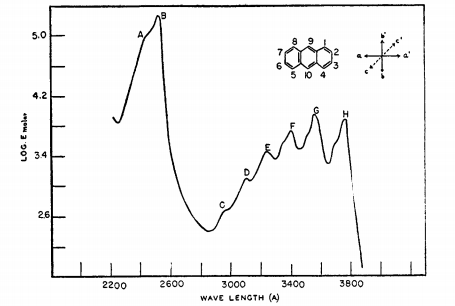 B
A
5.0
8 9 1
7 2
6 3
5 10 4
b'
c'
a a'
c
b
4.2
G
H
F
LOG. E molar
3.4
E
D
C
2.6
2200 2600 3000 3400 3800
WAVE LENGTH (A)